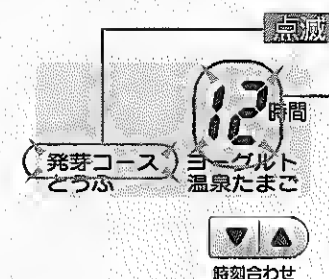 点滅
12時間
発芽コース ヨーグルト
とうふ 温泉たまご
▼ ▲
時刻合わせ